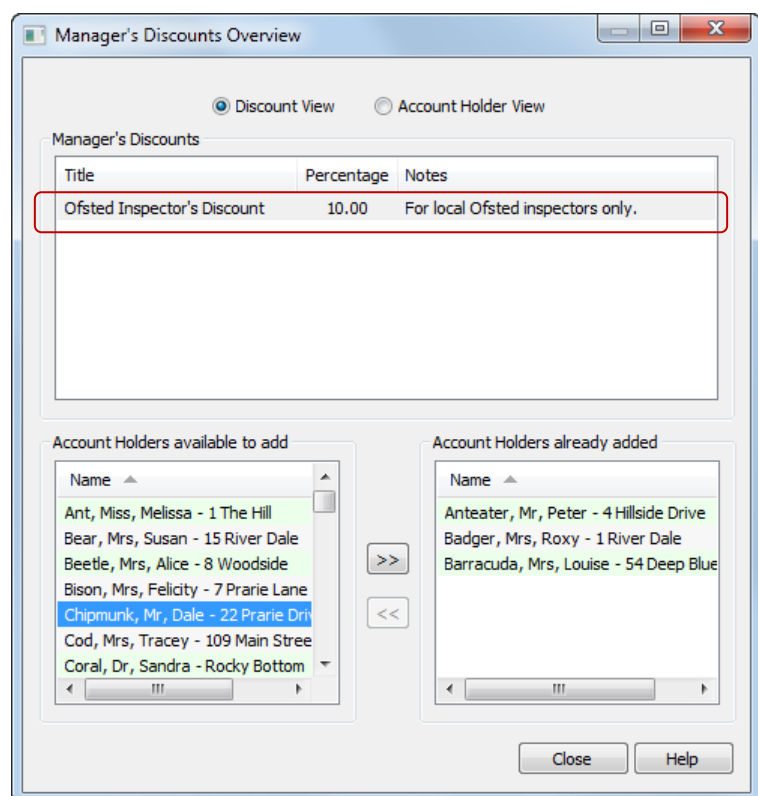 Manager's Discounts Overview
Discount View Account Holder View
Manager's Discounts
Title Percentage Notes
Ofsted Inspector's Discount 10.00 For local Ofsted inspectors only.
Account Holders available to add
Name
Ant, Miss, Melissa - 1 The Hill
Bear, Mrs, Susan - 15 River Dale
Beetle, Mrs, Alice - 8 Woodside
Bison, Mrs, Felicity - 7 Prarie Lane
Chipmunk, Mr, Dale - 22 Prarie Driv
Cod, Mrs, Tracey - 109 Main Stree
Coral, Dr, Sandra - Rocky Bottom
>>
<<
Account Holders already added
Name
Anteater, Mr, Peter - 4 Hillside Drive
Badger, Mrs, Roxy - 1 River Dale
Barracuda, Mrs, Louise - 54 Deep Blue
Close Help